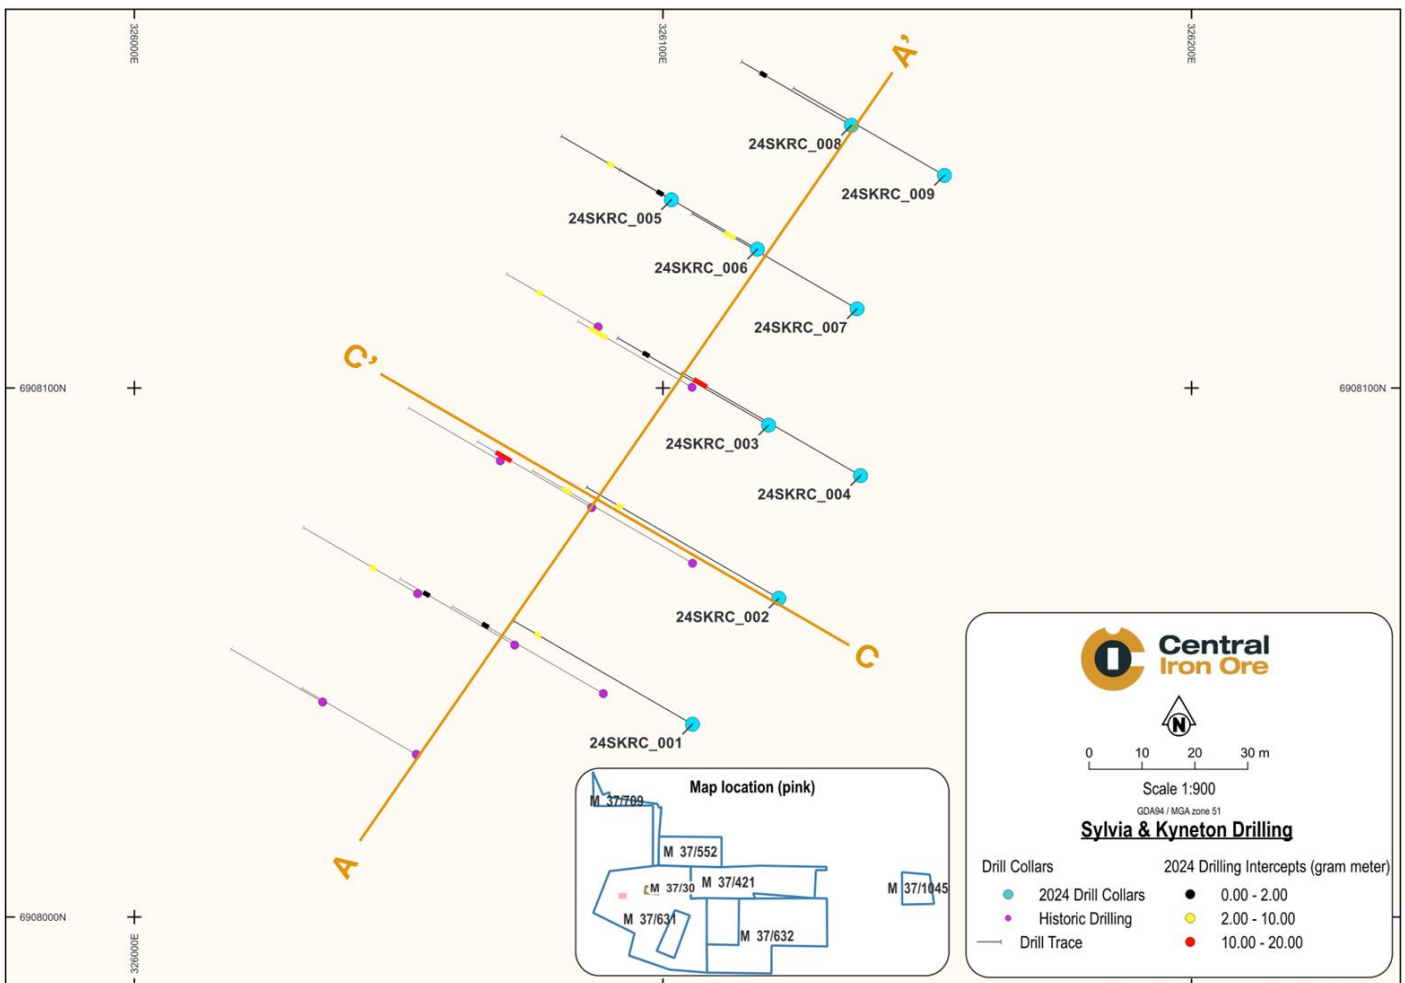 326000E
326100E
326200E
A'
24SKRC_008
24SKRC_009
24SKRC_005
24SKRC_006
24SKRC_007
C'
6908100N
6908100N
24SKRC_003
24SKRC_004
24SKRC_002
C
24SKRC_001
A
6908000N
326000E
Map location (pink)
M 37/709
M 37/552
M 37/421
M 37/30
M 37/631
M 37/632
M 37/1045
Central
Iron Ore
N
0 10 20 30 m
Scale 1:900
GDA94 / MGA zone 51
Sylvia & Kyneton Drilling
Drill Collars
2024 Drill Collars
Historic Drilling
Drill Trace
2024 Drilling Intercepts (gram meter)
0.00 - 2.00
2.00 - 10.00
10.00 - 20.00